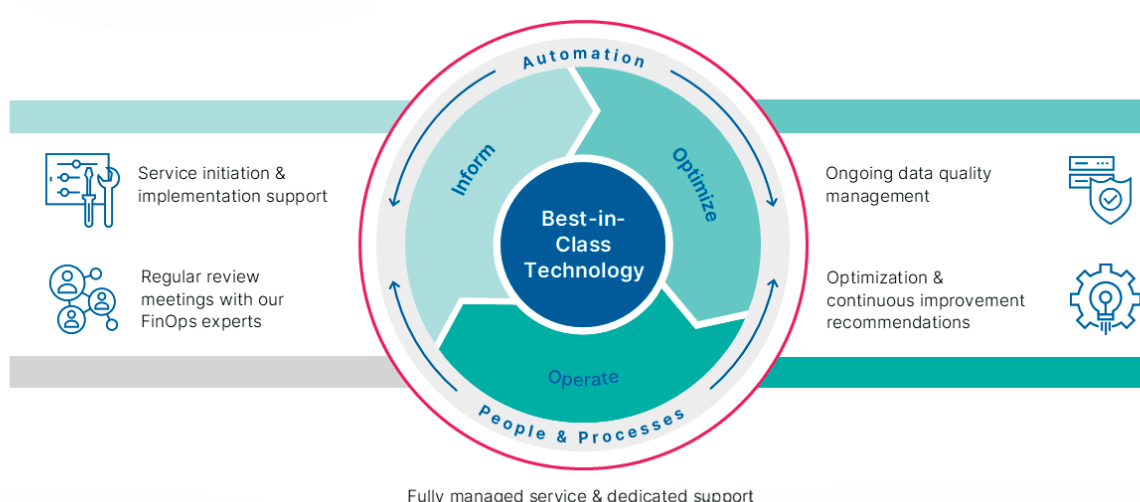 Automation
Inform
Optimize
Best-in-
Class
Technology
Operate
People & Processes
Service initiation &
implementation support
Regular review
meetings with our
FinOps experts
Ongoing data quality
management
Optimization &
continuous improvement
recommendations
Fully managed service & dedicated support